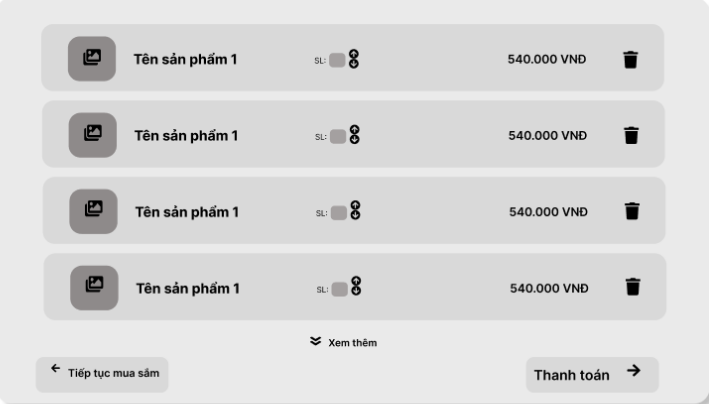 Tên sản phẩm 1 SL: 540.000 VNĐ
Tên sản phẩm 1 SL: 540.000 VNĐ
Tên sản phẩm 1 SL: 540.000 VNĐ
Tên sản phẩm 1 SL: 540.000 VNĐ
Xem thêm
Tiếp tục mua sắm
Thanh toán